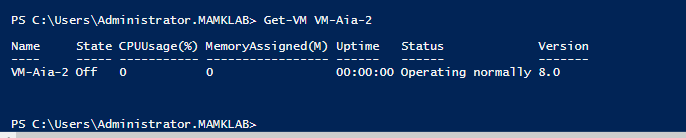 PS C:\Users\Administrator.MAMKLAB> Get-VM VM-Aia-2
Name State CPUUsage(%) MemoryAssigned(M) Uptime Status Version
---- ----- ----------- ----------------- ------ ------ -------
VM-Aia-2 Off 0 0 00:00:00 Operating normally 8.0
PS C:\Users\Administrator.MAMKLAB>